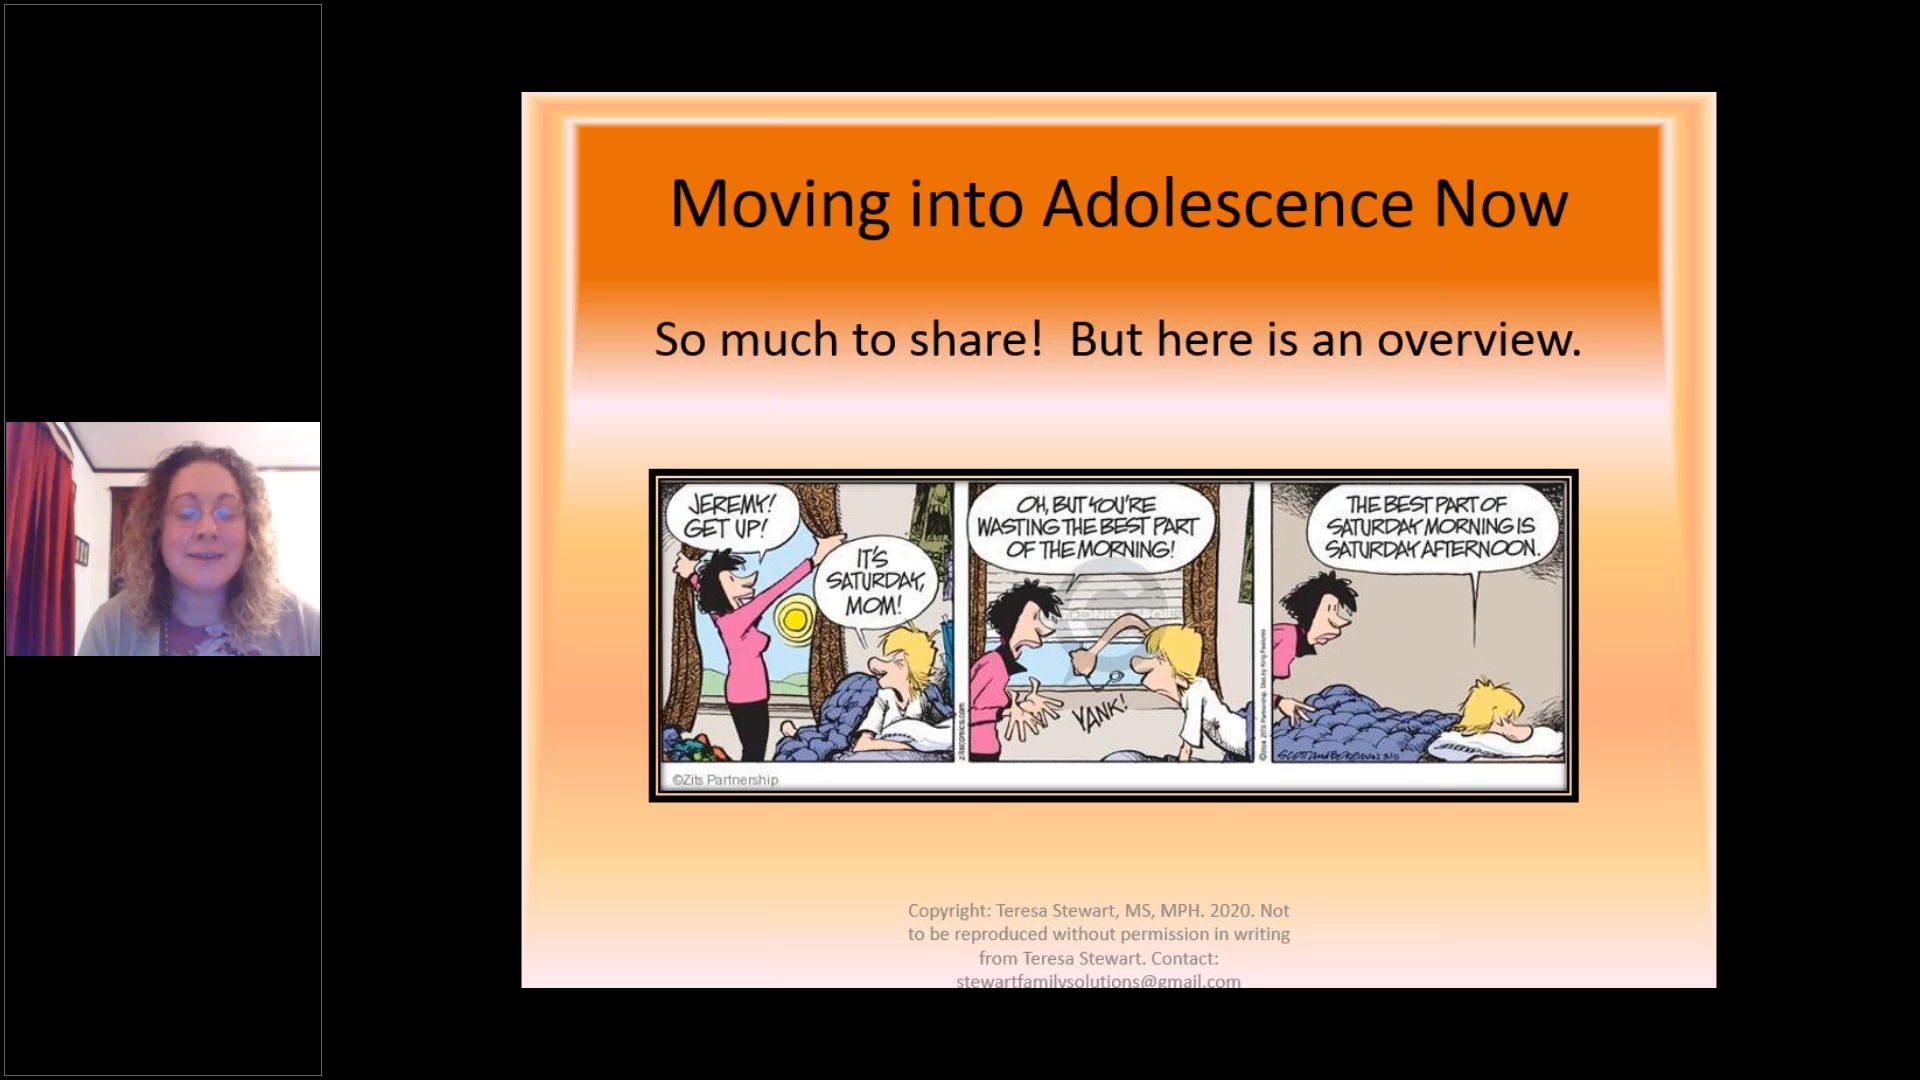 Moving into Adolescence Now
So much to share!  But here is an overview.
JEREMY!
GET UP!
IT'S
SATURDAY,
MOM!
OH, BUT YOU'RE
WASTING THE BEST PART
OF THE MORNING!
YANK!
THE BEST PART OF
SATURDAY MORNING IS
SATURDAY AFTERNOON.
zitscomics.com
©Zits Partnership
Copyright: Teresa Stewart, MS, MPH. 2020. Not
to be reproduced without permission in writing
from Teresa Stewart. Contact:
stewartfamilysolutions@gmail.com